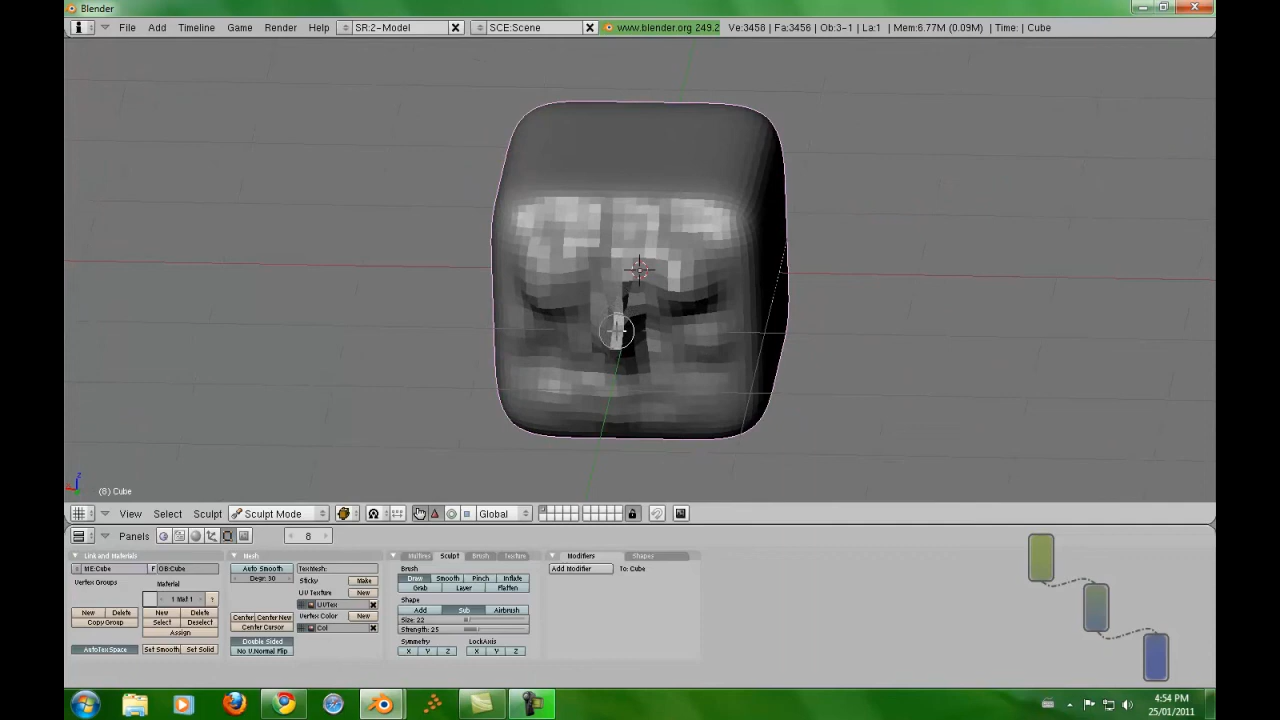 Blender
File Add Timeline Game Render Help SR:2-Model SCE:Scene www.blender.org 249.2 Ve:3456 | Fa:3456 | Ob:3-1 | La:1 | Mem:6.77M (0.09M) | Time: | Cube
z
(8) Cube
View Select Sculpt Sculpt Mode Global
Panels 8
Link and Materials
ME:Cube F OB:Cube
Vertex Groups Material
1 Mat 1 ?
New Delete New Delete
Copy Group Select Deselect
Assign
AutoTexSpace Set Smooth Set Solid
Mesh
Auto Smooth TexMesh:
Degr: 30 Sticky Make
UV Texture New
UVTex
Center Center New Vertex Color New
Center Cursor Col
Double Sided
No V.Normal Flip
Multires Sculpt Brush Texture
Brush
Draw Smooth Pinch Inflate
Grab Layer Flatten
Shape
Add Sub Airbrush
Size: 22
Strength: 25
Symmetry LockAxis
X Y Z X Y Z
Modifiers Shapes
Add Modifier To: Cube
4:54 PM
25/01/2011